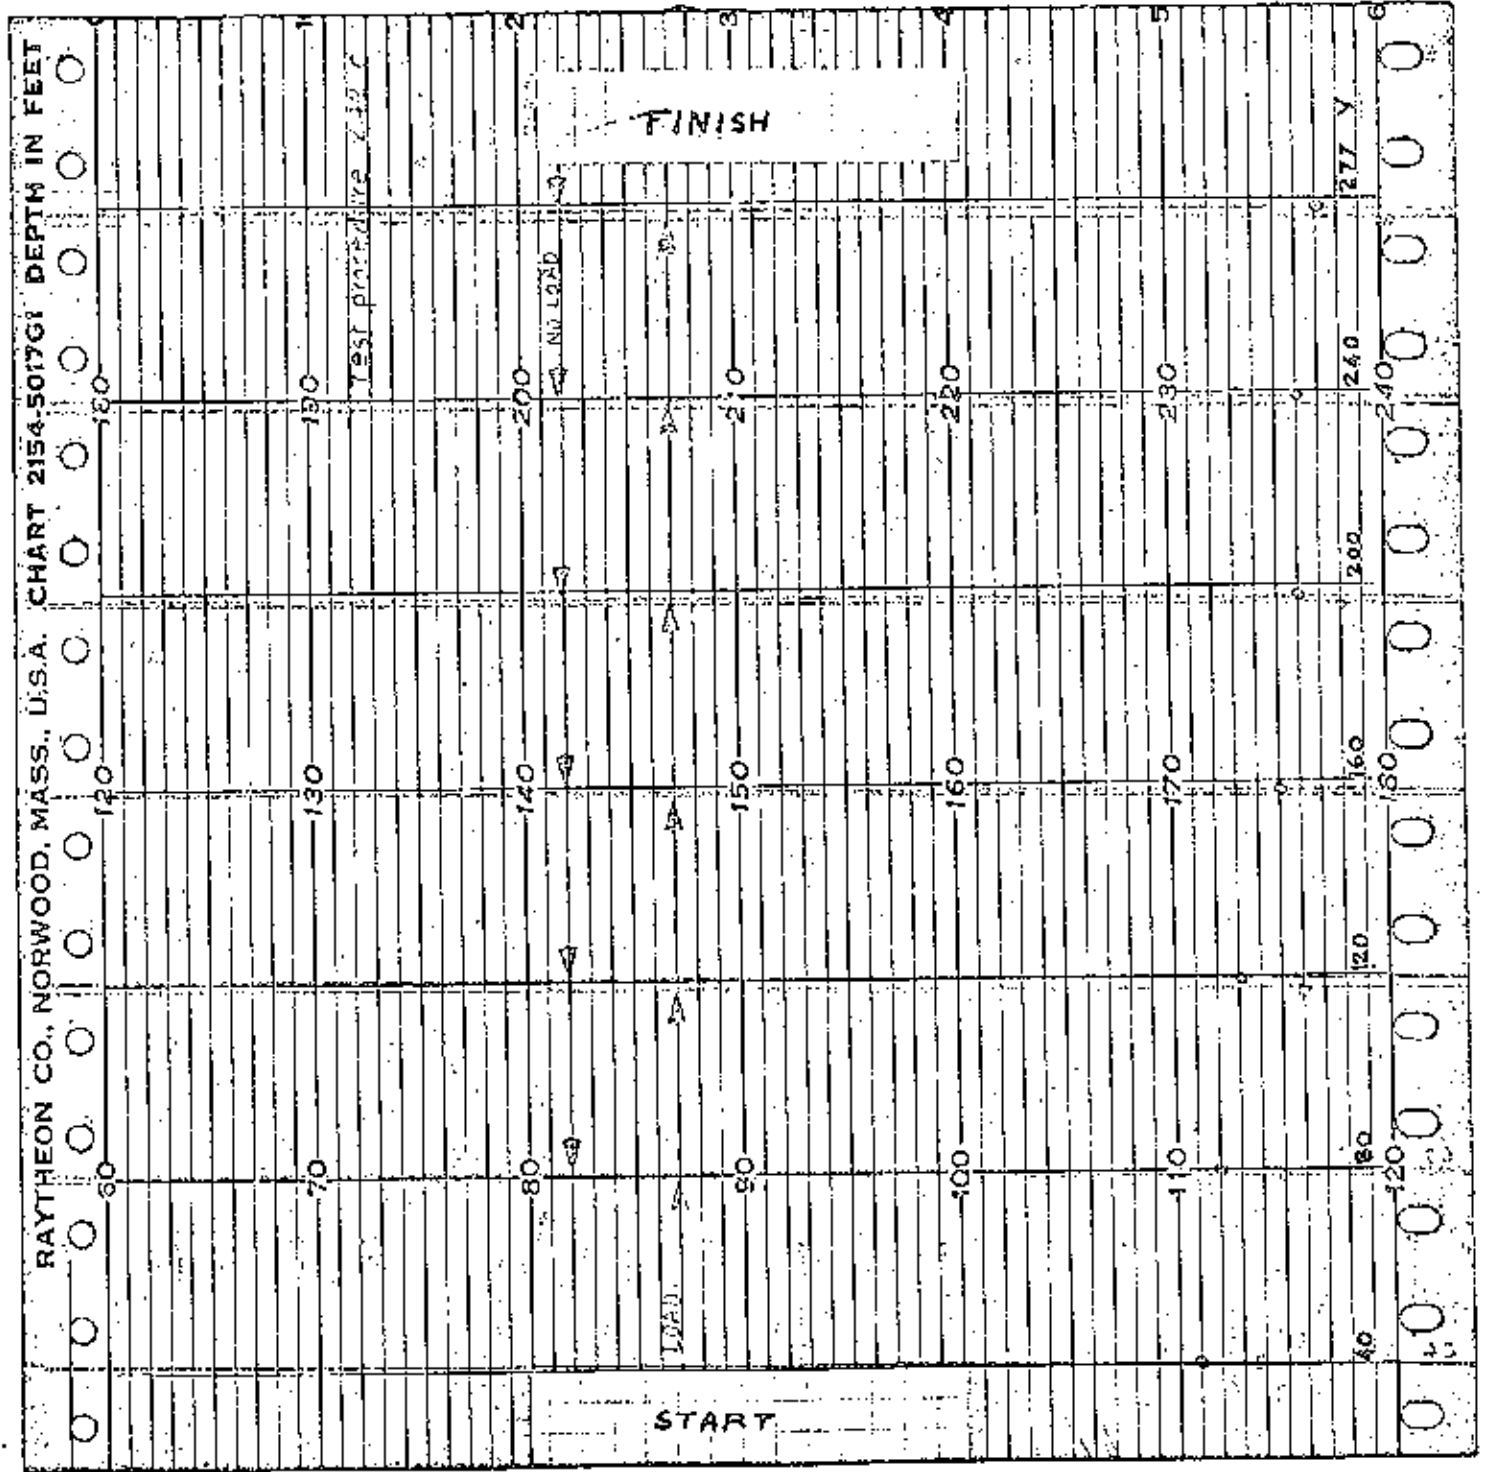 RAYTHEON CO., NORWOOD, MASS., U.S.A. CHART 2154-5017G1 DEPTH IN FEET
0 1 2 3 4 5 6
FINISH
Test procedure
277 V
NO LOAD
240
180 190 200 210 220 230 240
200
160
120 130 140 150 160 170 180
120
80
60 70 80 90 100 110 120
LOAD
40
START